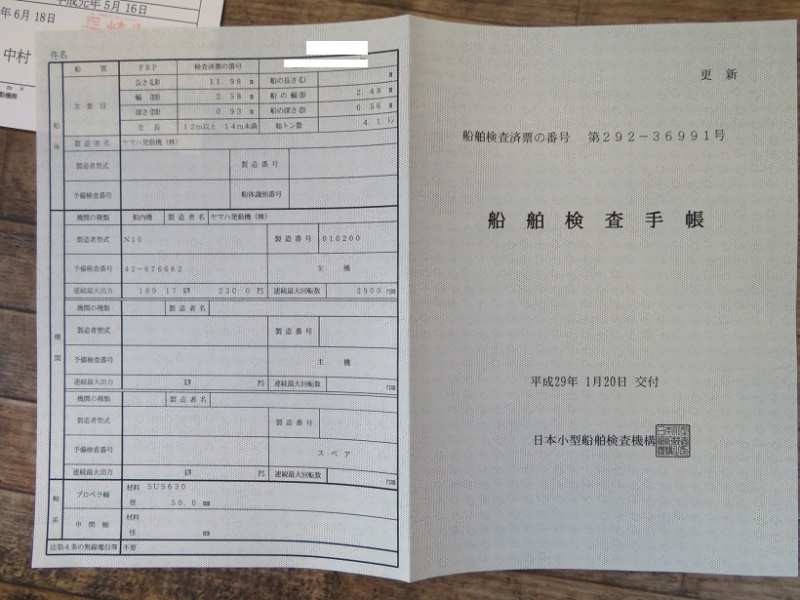 平成元年 5月 16日
年 6月 18日
中村
件名
船 質 FRP 検査済票の番号
船体
主要目
長さ(LR) 11.98 m 船の長さ(L) m
幅 (BM) 2.58 m 船の幅(B) 2.48 m
深さ(DM) 0.93 m 船の深さ(D) 0.56 m
全長 12m以上 14m未満 総トン数 4.1 トン
製造者名 ヤマハ発動機(株)
製造者型式 製造番号
予備検査番号 船体識別番号
機関
機関の種類 船内機 製造者名 ヤマハ発動機(株)
製造者型式 N10 製造番号 010200
予備検査番号 42-876662 主機
連続最大出力 169.17 KW 230.0 PS 連続最大回転数 2900 rpm
機関の種類 製造者名
製造者型式 製造番号
予備検査番号 主機
連続最大出力 KW PS 連続最大回転数 rpm
機関の種類 製造者名
製造者型式 製造番号
予備検査番号 スペア
連続最大出力 KW PS 連続最大回転数 rpm
軸系
プロペラ軸 材料 SUS630
径 50.0 mm
中間軸 材料
径 mm
法第4条の無線電信等 不要
更新
船舶検査済票の番号 第292-36991号
船舶検査手帳
平成29年 1月20日 交付
日本小型船舶検査機構